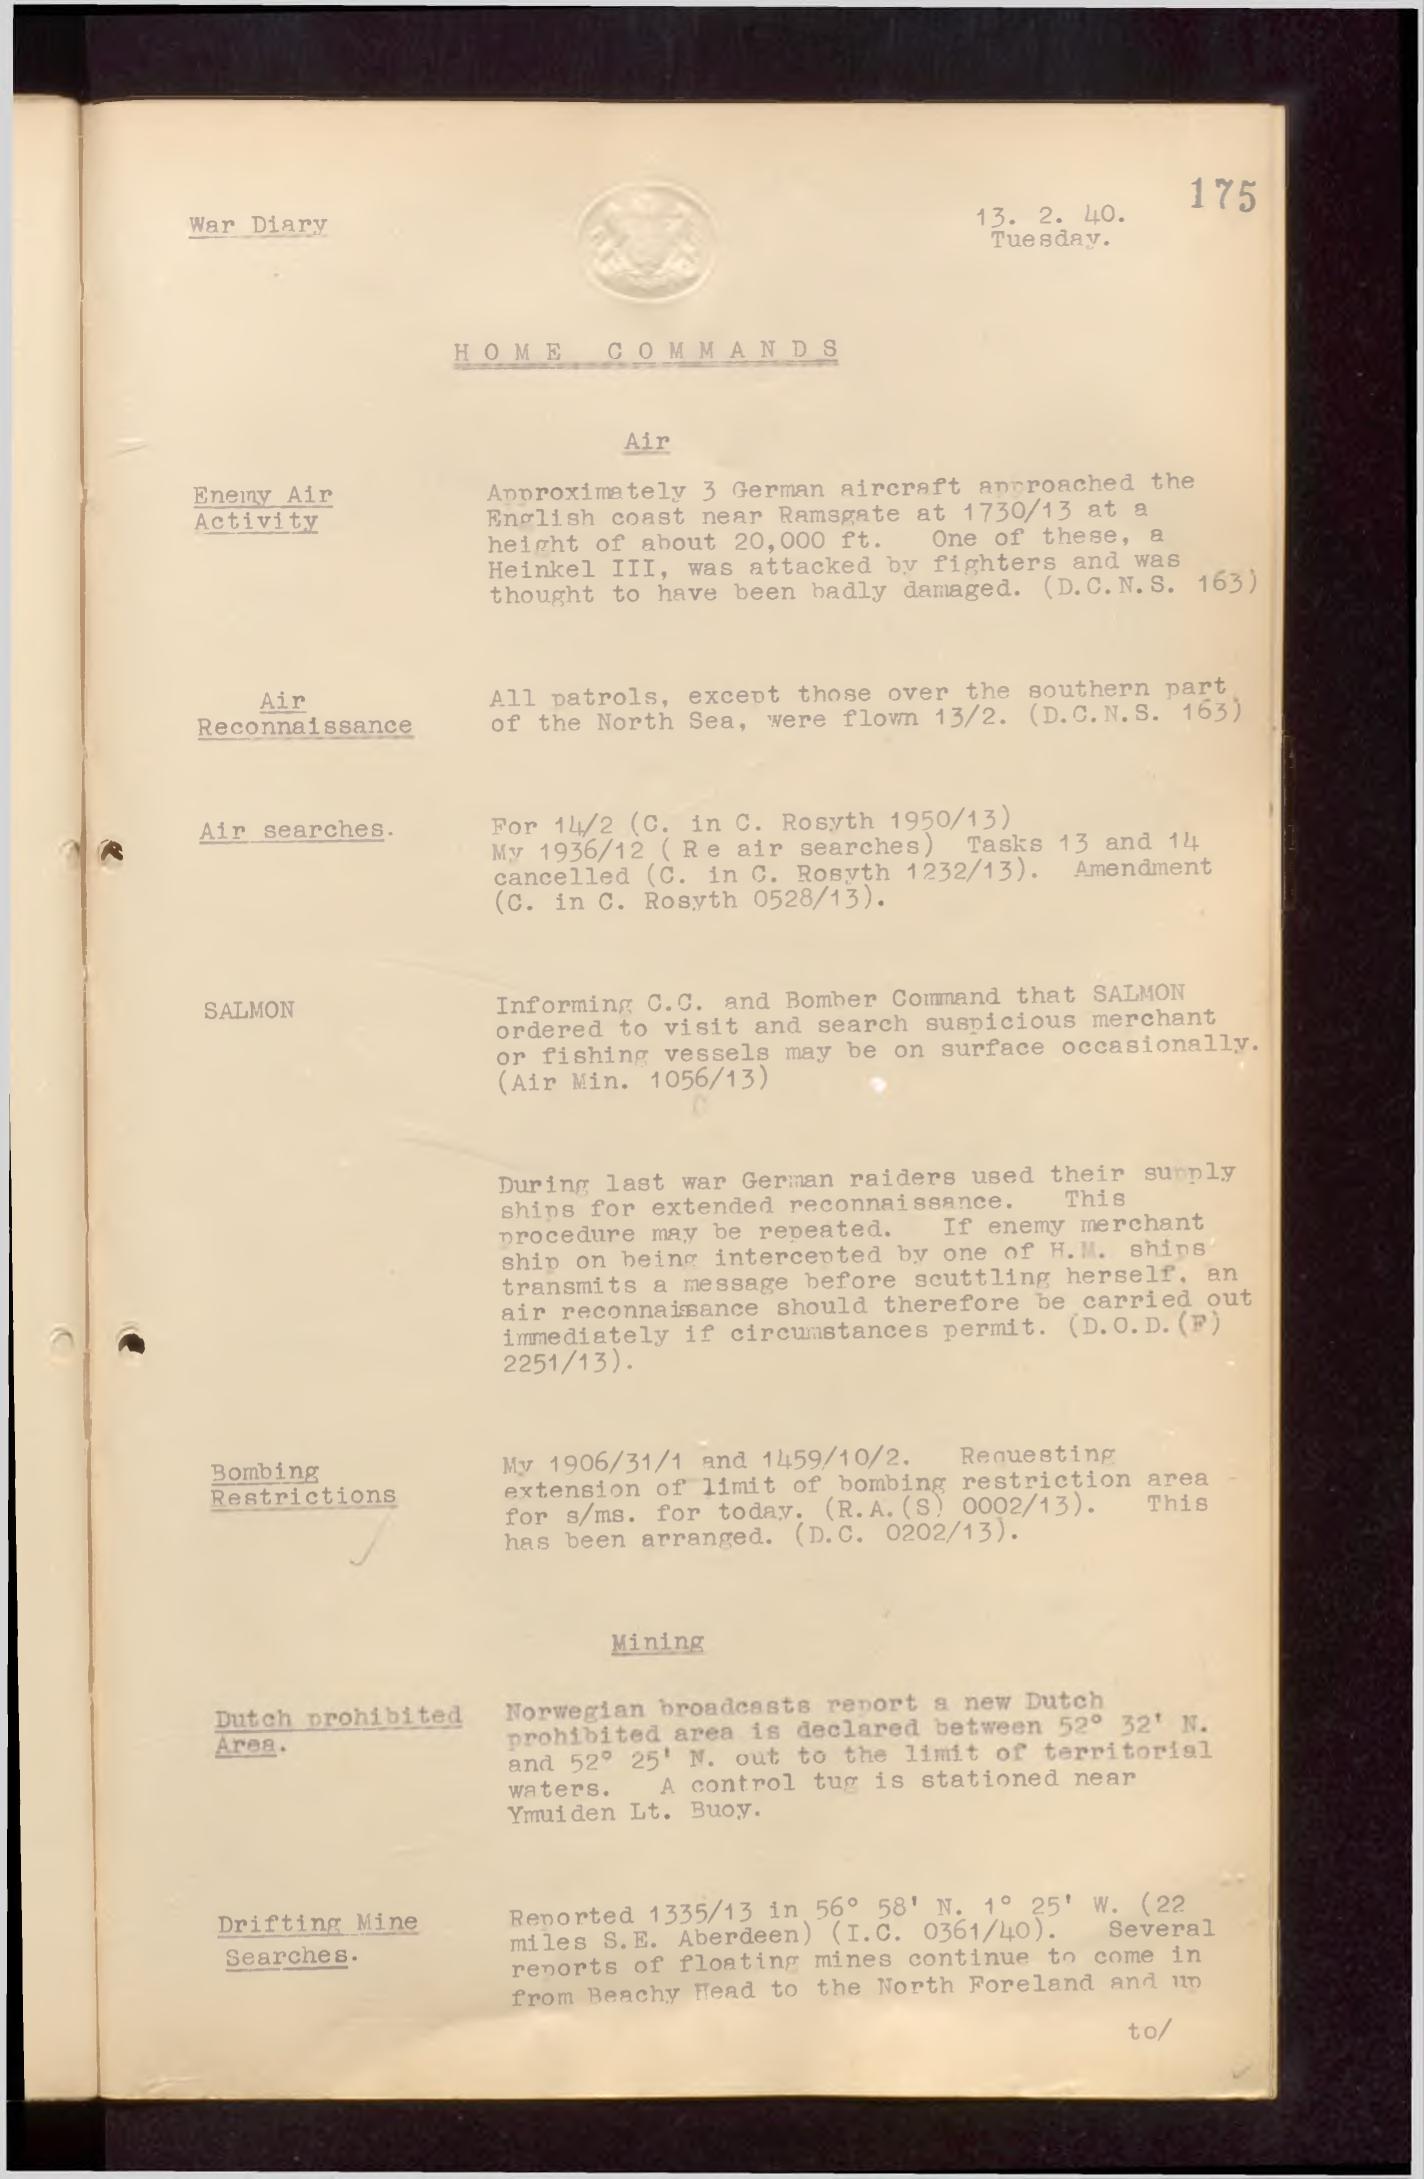 175
War Diary
13. 2. 40.
Tuesday.
HOME COMMANDS
Air
Enemy Air
Activity
Approximately 3 German aircraft approached the
English coast near Ramsgate at 1730/13 at a
height of about 20,000 ft. One of these, a
Heinkel III, was attacked by fighters and was
thought to have been badly damaged. (D.C.N.S. 163)
Air
Reconnaissance
All patrols, except those over the southern part
of the North Sea, were flown 13/2. (D.C.N.S. 163)
Air searches.
For 14/2 (C. in C. Rosyth 1950/13)
My 1936/12 ( Re air searches) Tasks 13 and 14
cancelled (C. in C. Rosyth 1232/13). Amendment
(C. in C. Rosyth 0528/13).
SALMON
Informing C.C. and Bomber Command that SALMON
ordered to visit and search suspicious merchant
or fishing vessels may be on surface occasionally.
(Air Min. 1056/13)
During last war German raiders used their supply
ships for extended reconnaissance. This
procedure may be repeated. If enemy merchant
ship on being intercepted by one of H.M. ships
transmits a message before scuttling herself, an
air reconnaissance should therefore be carried out
immediately if circumstances permit. (D.O.D.(F)
2251/13).
Bombing
Restrictions
My 1906/31/1 and 1459/10/2. Requesting
extension of limit of bombing restriction area
for s/ms. for today. (R.A.(S) 0002/13). This
has been arranged. (D.C. 0202/13).
Mining
Dutch prohibited
Area.
Norwegian broadcasts report a new Dutch
prohibited area is declared between 52° 32' N.
and 52° 25' N. out to the limit of territorial
waters. A control tug is stationed near
Ymuiden Lt. Buoy.
Drifting Mine
Searches.
Reported 1335/13 in 56° 58' N. 1° 25' W. (22
miles S.E. Aberdeen) (I.C. 0361/40). Several
reports of floating mines continue to come in
from Beachy Head to the North Foreland and up
to/